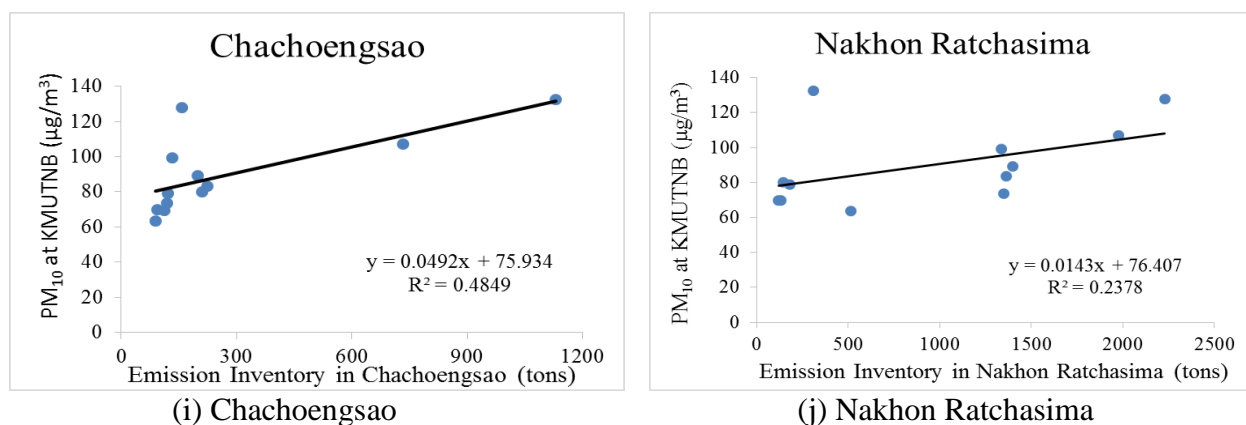 Chachoengsao
PM₁₀ at KMUTNB (µg/m³)
140
120
100
80
60
40
20
0
y = 0.0492x + 75.934
R² = 0.4849
0 300 600 900 1200
Emission Inventory in Chachoengsao (tons)
(i) Chachoengsao
Nakhon Ratchasima
PM₁₀ at KMUTNB (µg/m³)
140
120
100
80
60
40
20
0
y = 0.0143x + 76.407
R² = 0.2378
0 500 1000 1500 2000 2500
Emission Inventory in Nakhon Ratchasima (tons)
(j) Nakhon Ratchasima